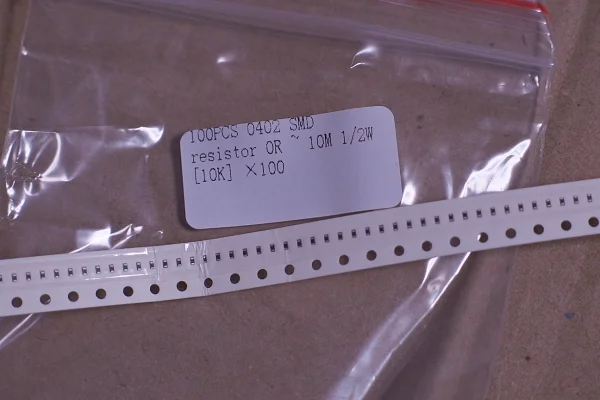 100PCS 0402 SMD
resistor 0R ~ 10M 1/2W
[10K] ×100